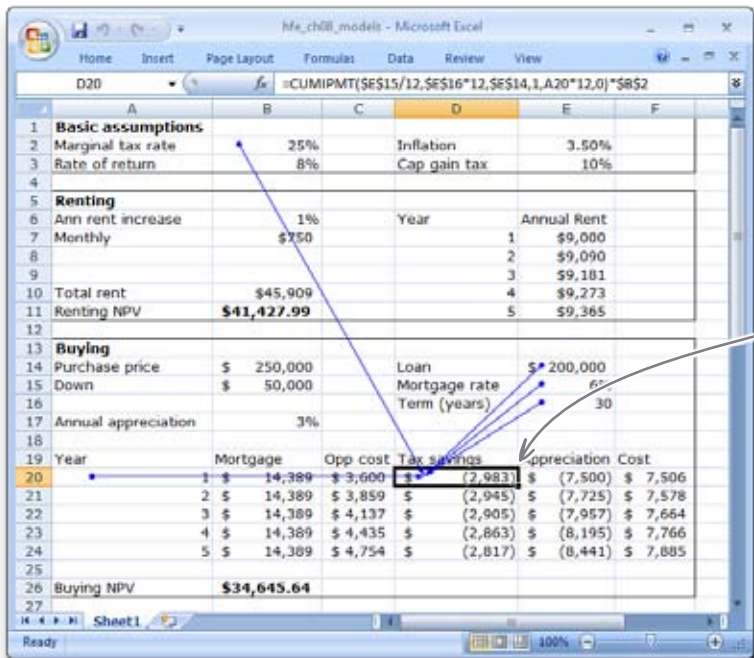 hfe_ch08_models - Microsoft Excel
Home Insert Page Layout Formulas Data Review View
D20 fx =CUMIPMT($E$15/12,$E$16*12,$E$14,1,A20*12,0)*$B$2
A B C D E F
1 Basic assumptions
2 Marginal tax rate 25% Inflation 3.50%
3 Rate of return 8% Cap gain tax 10%
4
5 Renting
6 Ann rent increase 1% Year Annual Rent
7 Monthly $750 1 $9,000
8 2 $9,090
9 3 $9,181
10 Total rent $45,909 4 $9,273
11 Renting NPV $41,427.99 5 $9,365
12
13 Buying
14 Purchase price $ 250,000 Loan $ 200,000
15 Down $ 50,000 Mortgage rate 6%
16 Term (years) 30
17 Annual appreciation 3%
18
19 Year Mortgage Opp cost Tax savings Appreciation Cost
20 1 $ 14,389 $ 3,600 $ (2,983) $ (7,500) $ 7,506
21 2 $ 14,389 $ 3,859 $ (2,945) $ (7,725) $ 7,578
22 3 $ 14,389 $ 4,137 $ (2,905) $ (7,957) $ 7,664
23 4 $ 14,389 $ 4,435 $ (2,863) $ (8,195) $ 7,766
24 5 $ 14,389 $ 4,754 $ (2,817) $ (8,441) $ 7,885
25
26 Buying NPV $34,645.64
27
Sheet1
Ready 100%